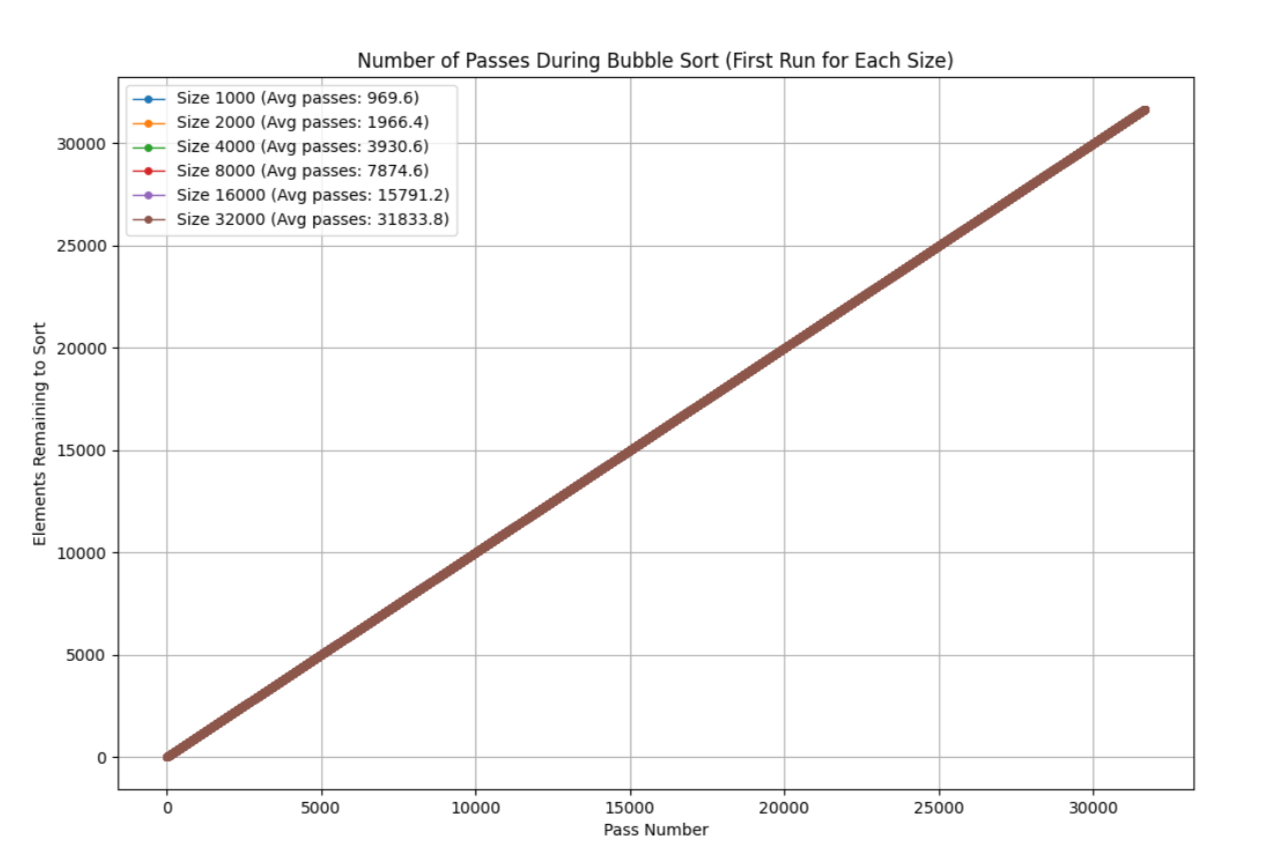 Number of Passes During Bubble Sort (First Run for Each Size)
Size 1000 (Avg passes: 969.6)
Size 2000 (Avg passes: 1966.4)
Size 4000 (Avg passes: 3930.6)
Size 8000 (Avg passes: 7874.6)
Size 16000 (Avg passes: 15791.2)
Size 32000 (Avg passes: 31833.8)
Elements Remaining to Sort
30000
25000
20000
15000
10000
5000
0
0 5000 10000 15000 20000 25000 30000
Pass Number